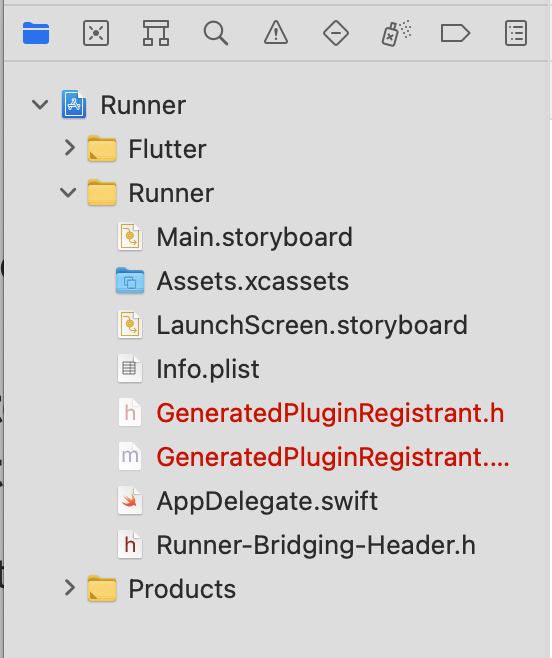 Runner
Flutter
Runner
Main.storyboard
Assets.xcassets
LaunchScreen.storyboard
Info.plist
h GeneratedPluginRegistrant.h
m GeneratedPluginRegistrant....
AppDelegate.swift
h Runner-Bridging-Header.h
Products